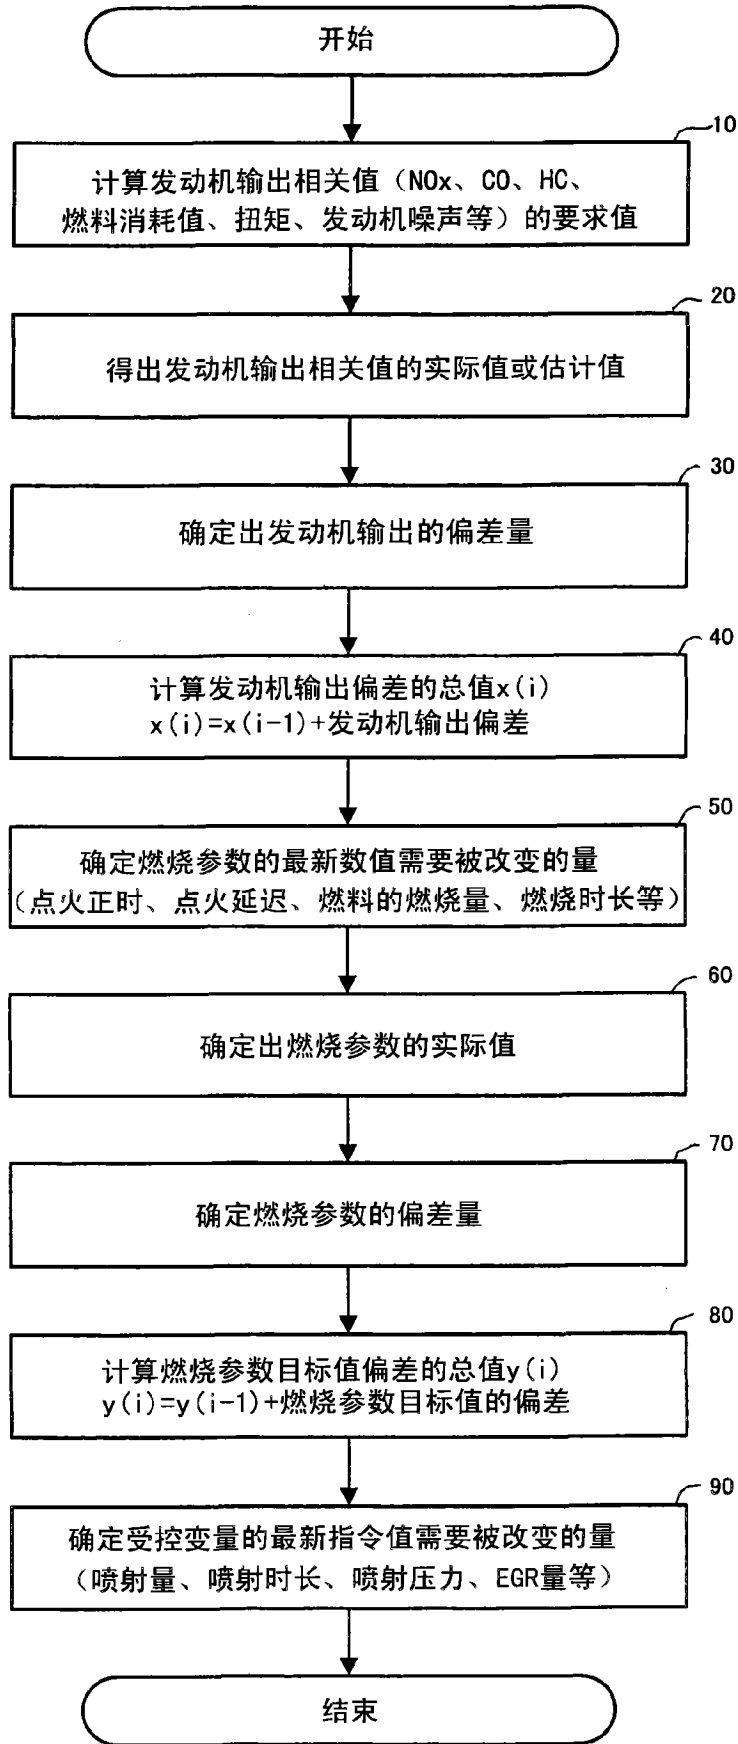 开始
10
计算发动机输出相关值（NOx、CO、HC、
燃料消耗值、扭矩、发动机噪声等）的要求值
20
得出发动机输出相关值的实际值或估计值
30
确定出发动机输出的偏差量
40
计算发动机输出偏差的总值x(i)
x(i)=x(i-1)+发动机输出偏差
50
确定燃烧参数的最新数值需要被改变的量
（点火正时、点火延迟、燃料的燃烧量、燃烧时长等）
60
确定出燃烧参数的实际值
70
确定燃烧参数的偏差量
80
计算燃烧参数目标值偏差的总值y(i)
y(i)=y(i-1)+燃烧参数目标值的偏差
90
确定受控变量的最新指令值需要被改变的量
（喷射量、喷射时长、喷射压力、EGR量等）
结束